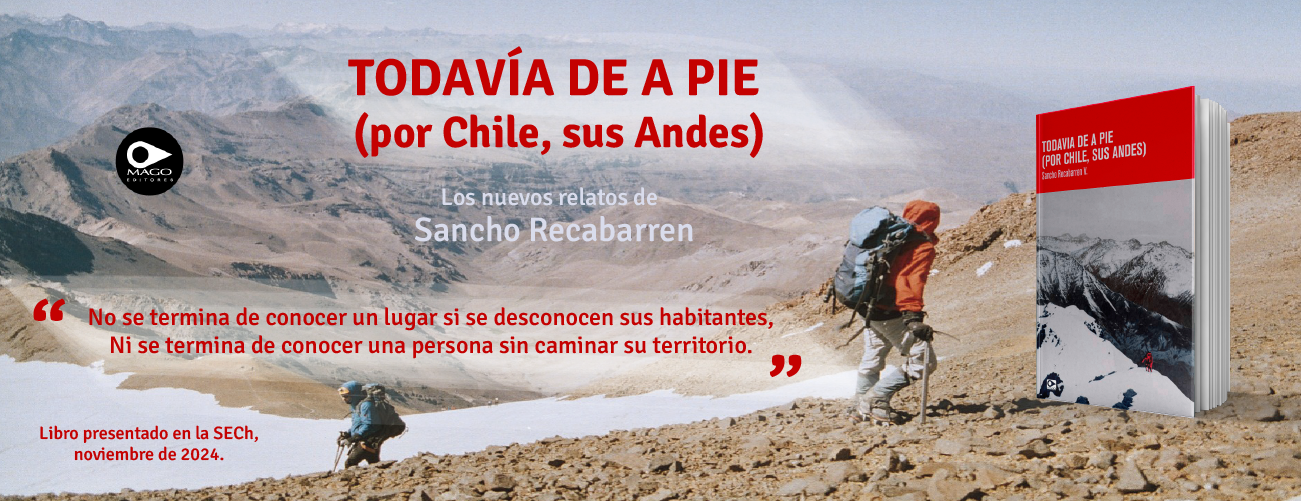 TODAVÍA DE A PIE
(por Chile, sus Andes)
MAGO
EDITORES
Los nuevos relatos de
Sancho Recabarren
“ No se termina de conocer un lugar si se desconocen sus habitantes,
Ni se termina de conocer una persona sin caminar su territorio. ”
Libro presentado en la SECh,
noviembre de 2024.
TODAVIA DE A PIE
(POR CHILE, SUS ANDES)
Sancho Recabarren V.